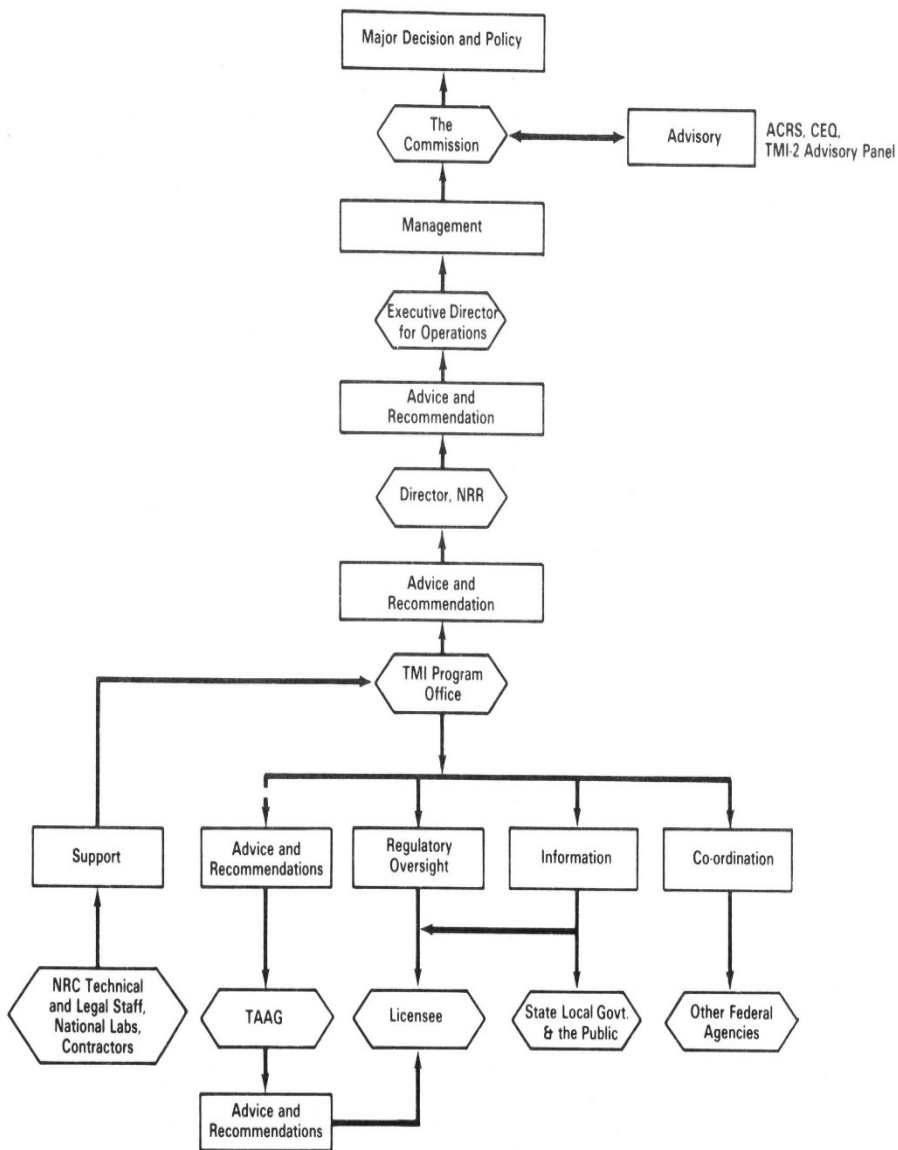 Major Decision and Policy
The
Commission
Advisory
ACRS, CEQ,
TMI-2 Advisory Panel
Management
Executive Director
for Operations
Advice and
Recommendation
Director, NRR
Advice and
Recommendation
TMI Program
Office
Support
Advice and
Recommendations
Regulatory
Oversight
Information
Co-ordination
NRC Technical
and Legal Staff,
National Labs,
Contractors
TAAG
Licensee
State Local Govt.
& the Public
Other Federal
Agencies
Advice and
Recommendations